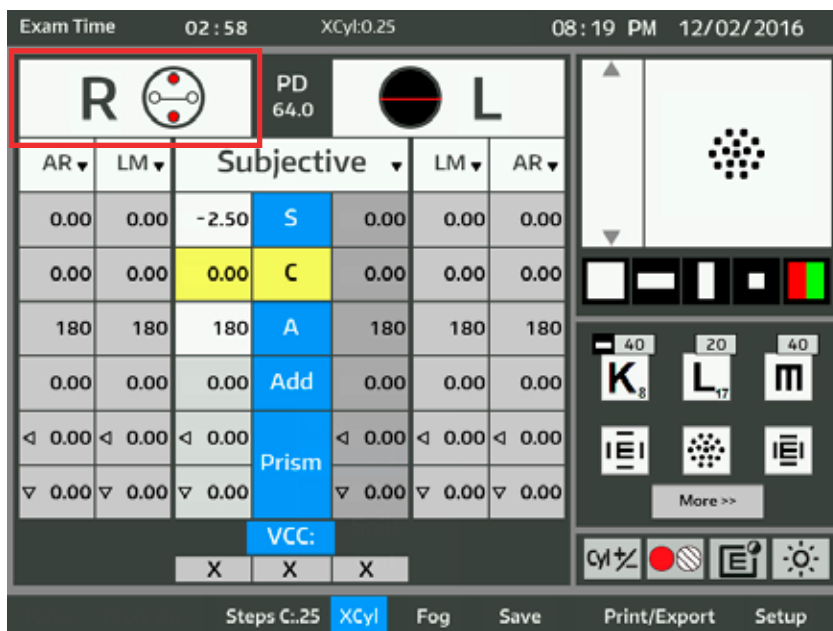 Exam Time 02:58 XCyl:0.25 08:19 PM 12/02/2016
R PD 64.0 L
AR▾ LM▾ Subjective ▾ LM▾ AR▾
0.00 0.00 -2.50 S 0.00 0.00 0.00
0.00 0.00 0.00 C 0.00 0.00 0.00
180 180 180 A 180 180 180
0.00 0.00 0.00 Add 0.00 0.00 0.00
◁ 0.00 ◁ 0.00 ◁ 0.00 Prism ◁ 0.00 ◁ 0.00 ◁ 0.00
▽ 0.00 ▽ 0.00 ▽ 0.00 ▽ 0.00 ▽ 0.00 ▽ 0.00
VCC:
X X X
40 20 40
K8 L17 m
E E
More >>
Cyl +/- E
Steps C:.25 XCyl Fog Save Print/Export Setup